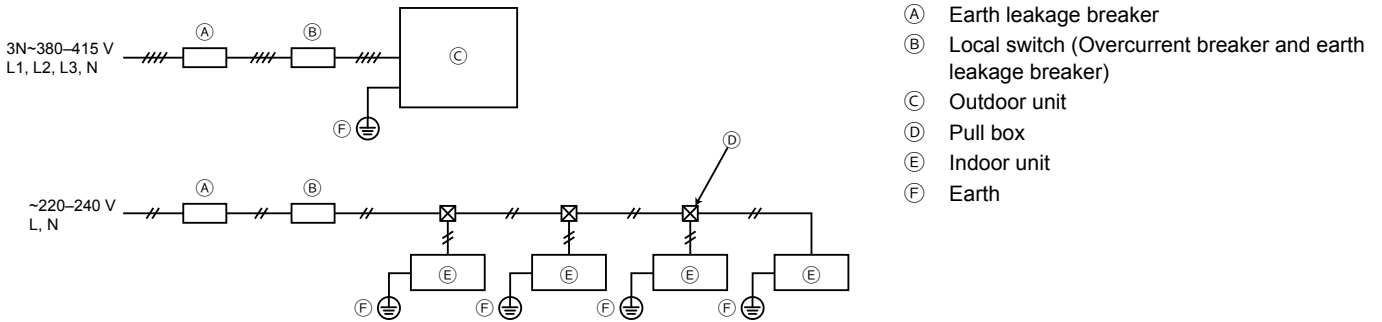 Ⓐ Ⓑ
3N~380–415 V
L1, L2, L3, N
Ⓒ
Ⓕ
Ⓓ
Ⓐ Ⓑ
~220–240 V
L, N
Ⓔ Ⓔ Ⓔ Ⓔ
Ⓕ Ⓕ Ⓕ Ⓕ
Ⓐ Earth leakage breaker
Ⓑ Local switch (Overcurrent breaker and earth
leakage breaker)
Ⓒ Outdoor unit
Ⓓ Pull box
Ⓔ Indoor unit
Ⓕ Earth